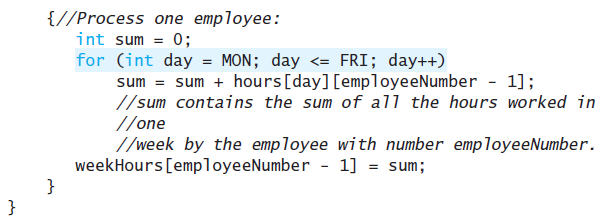 {//Process one employee:
int sum = 0;
for (int day = MON; day <= FRI; day++)
sum = sum + hours[day][employeeNumber - 1];
//sum contains the sum of all the hours worked in
//one
//week by the employee with number employeeNumber.
weekHours[employeeNumber - 1] = sum;
}
}